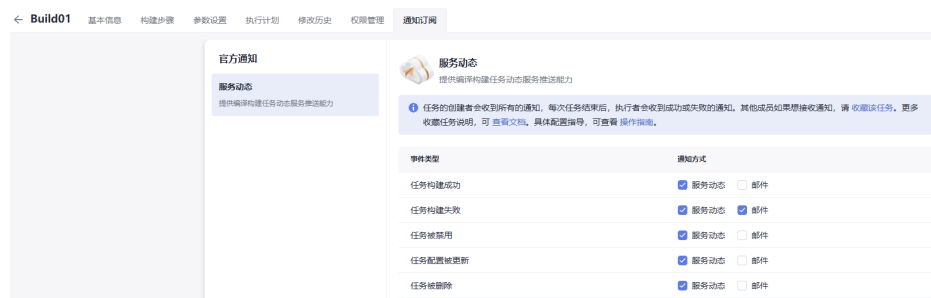 ← Build01 基本信息 构建步骤 参数设置 执行计划 修改历史 权限管理 通知订阅
官方通知
服务动态
提供编译构建任务动态服务推送能力
服务动态
提供编译构建任务动态服务推送能力
任务的创建者会收到所有的通知，每次任务结束后，执行者会收到成功或失败的通知。其他成员如果想接收通知，请 收藏该任务。更多
收藏任务说明，可 查看文档。具体配置指导，可查看 操作指南。
事件类型 通知方式
任务构建成功 服务动态 邮件
任务构建失败 服务动态 邮件
任务被禁用 服务动态 邮件
任务配置被更新 服务动态 邮件
任务被删除 服务动态 邮件